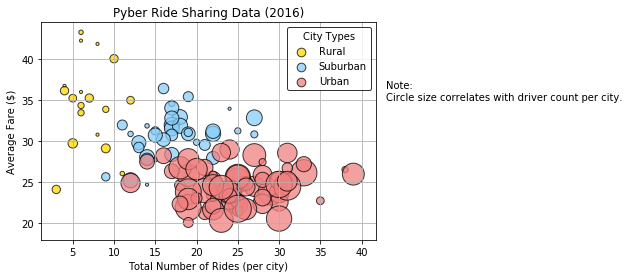 Pyber Ride Sharing Data (2016)
City Types
Rural
Suburban
Urban
Note:
Circle size correlates with driver count per city.
Average Fare ($)
40
35
30
25
20
5 10 15 20 25 30 35 40
Total Number of Rides (per city)